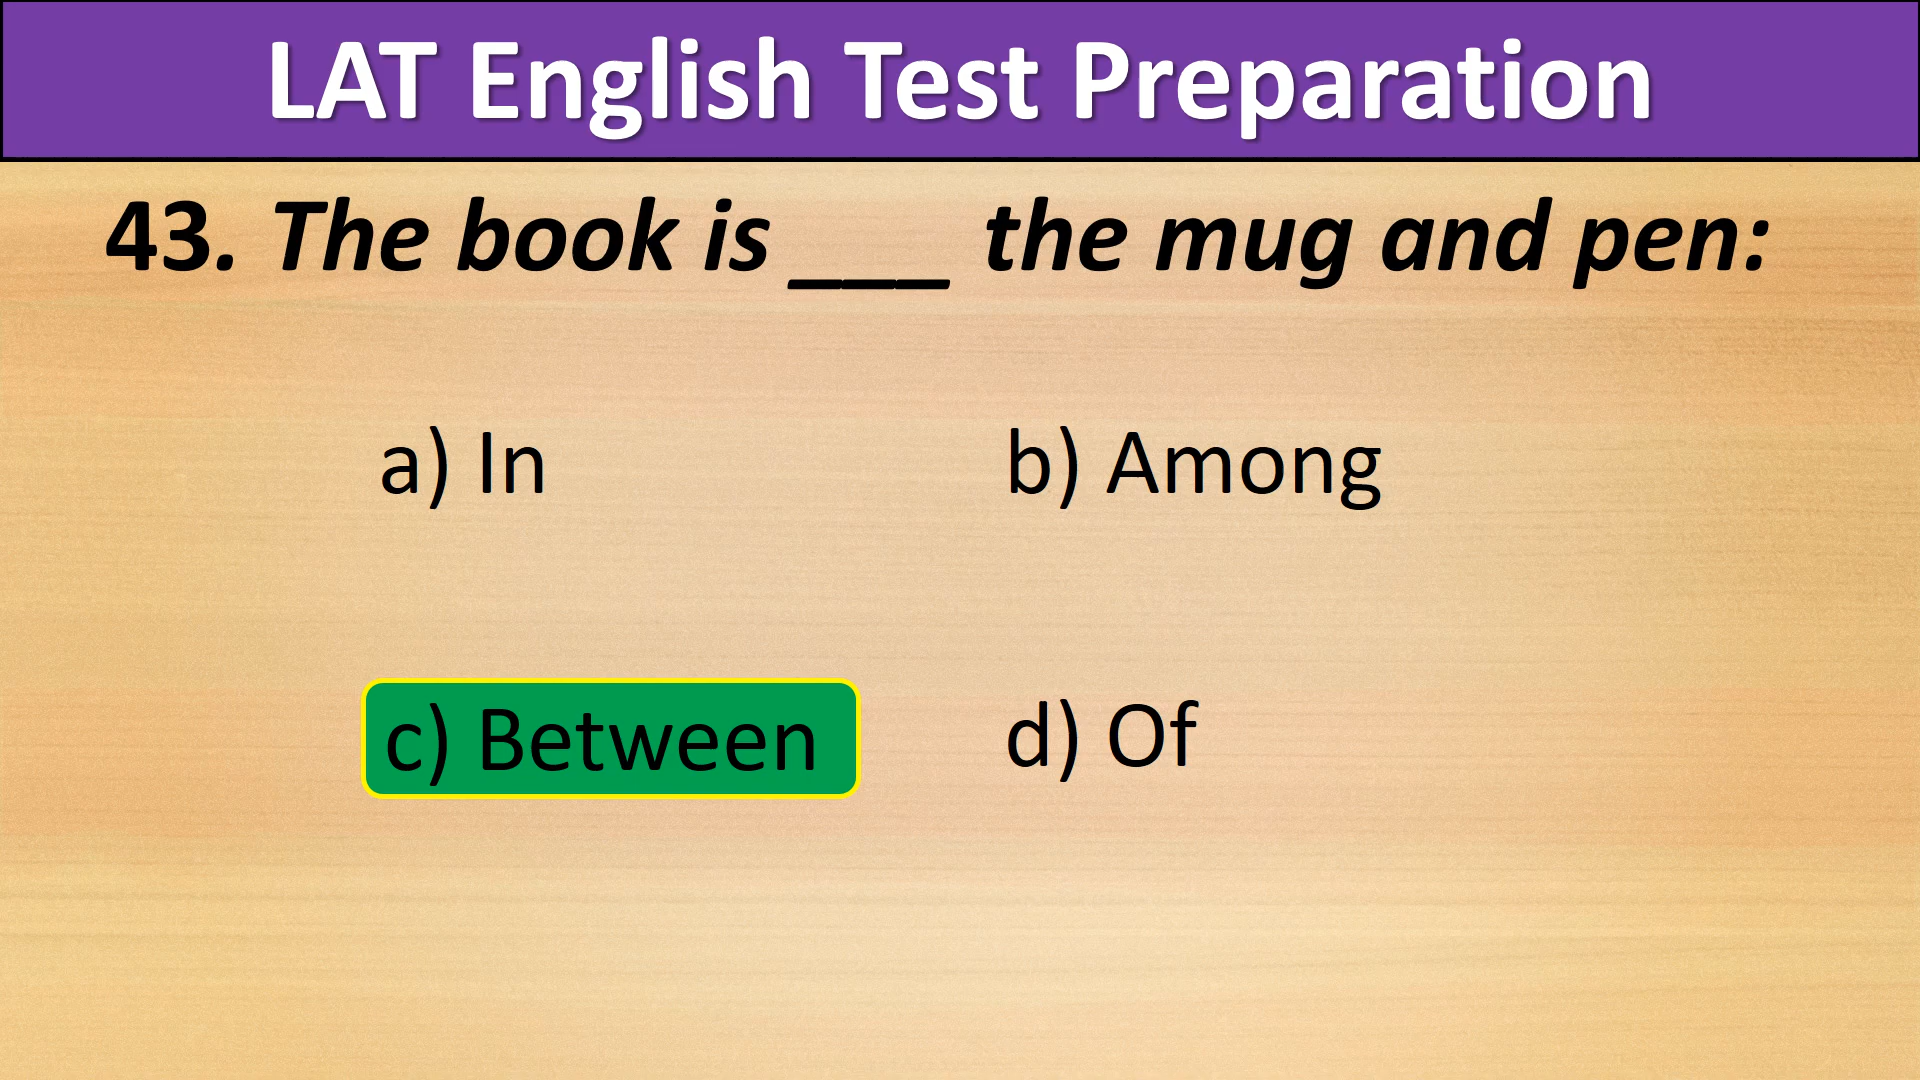 LAT English Test Preparation
43. The book is ___ the mug and pen:
a) In
b) Among
c) Between
d) Of